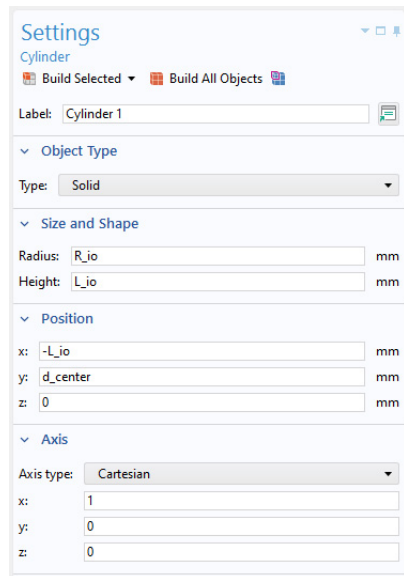 Settings
Cylinder
Build Selected Build All Objects
Label: Cylinder 1
Object Type
Type: Solid
Size and Shape
Radius: R_io mm
Height: L_io mm
Position
x: -L_io mm
y: d_center mm
z: 0 mm
Axis
Axis type: Cartesian
x: 1
y: 0
z: 0